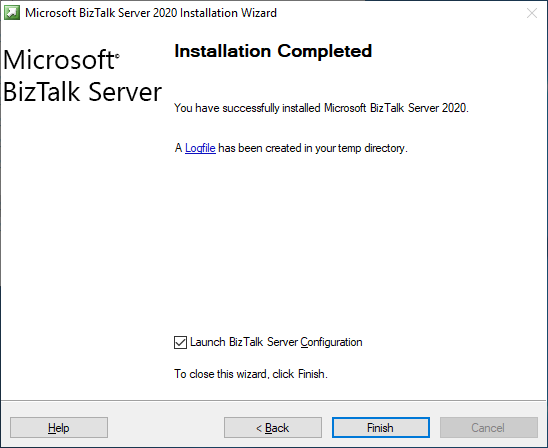 Microsoft BizTalk Server 2020 Installation Wizard
Microsoft®
BizTalk Server
Installation Completed
You have successfully installed Microsoft BizTalk Server 2020.
A Logfile has been created in your temp directory.
Launch BizTalk Server Configuration
To close this wizard, click Finish.
Help
< Back
Finish
Cancel